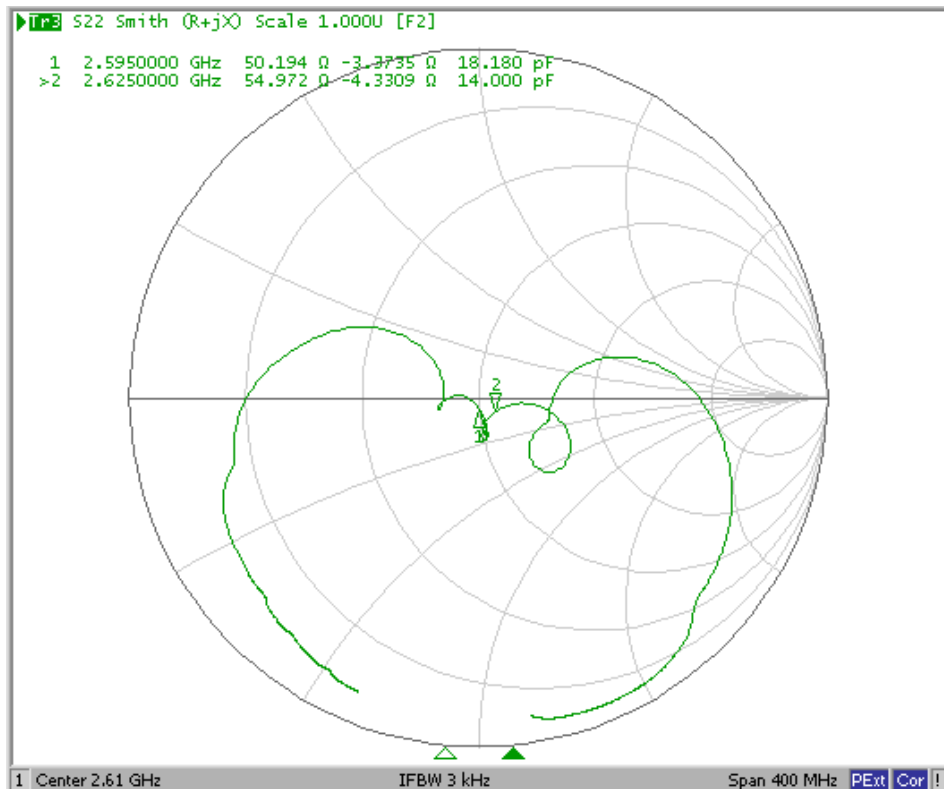 Tr3 S22 Smith (R+jX) Scale 1.000U [F2]
1 2.5950000 GHz 50.194 Ω -3.3735 Ω 18.180 pF
>2 2.6250000 GHz 54.972 Ω -4.3309 Ω 14.000 pF
2
1
1 Center 2.61 GHz IFBW 3 kHz Span 400 MHz PExt Cor !